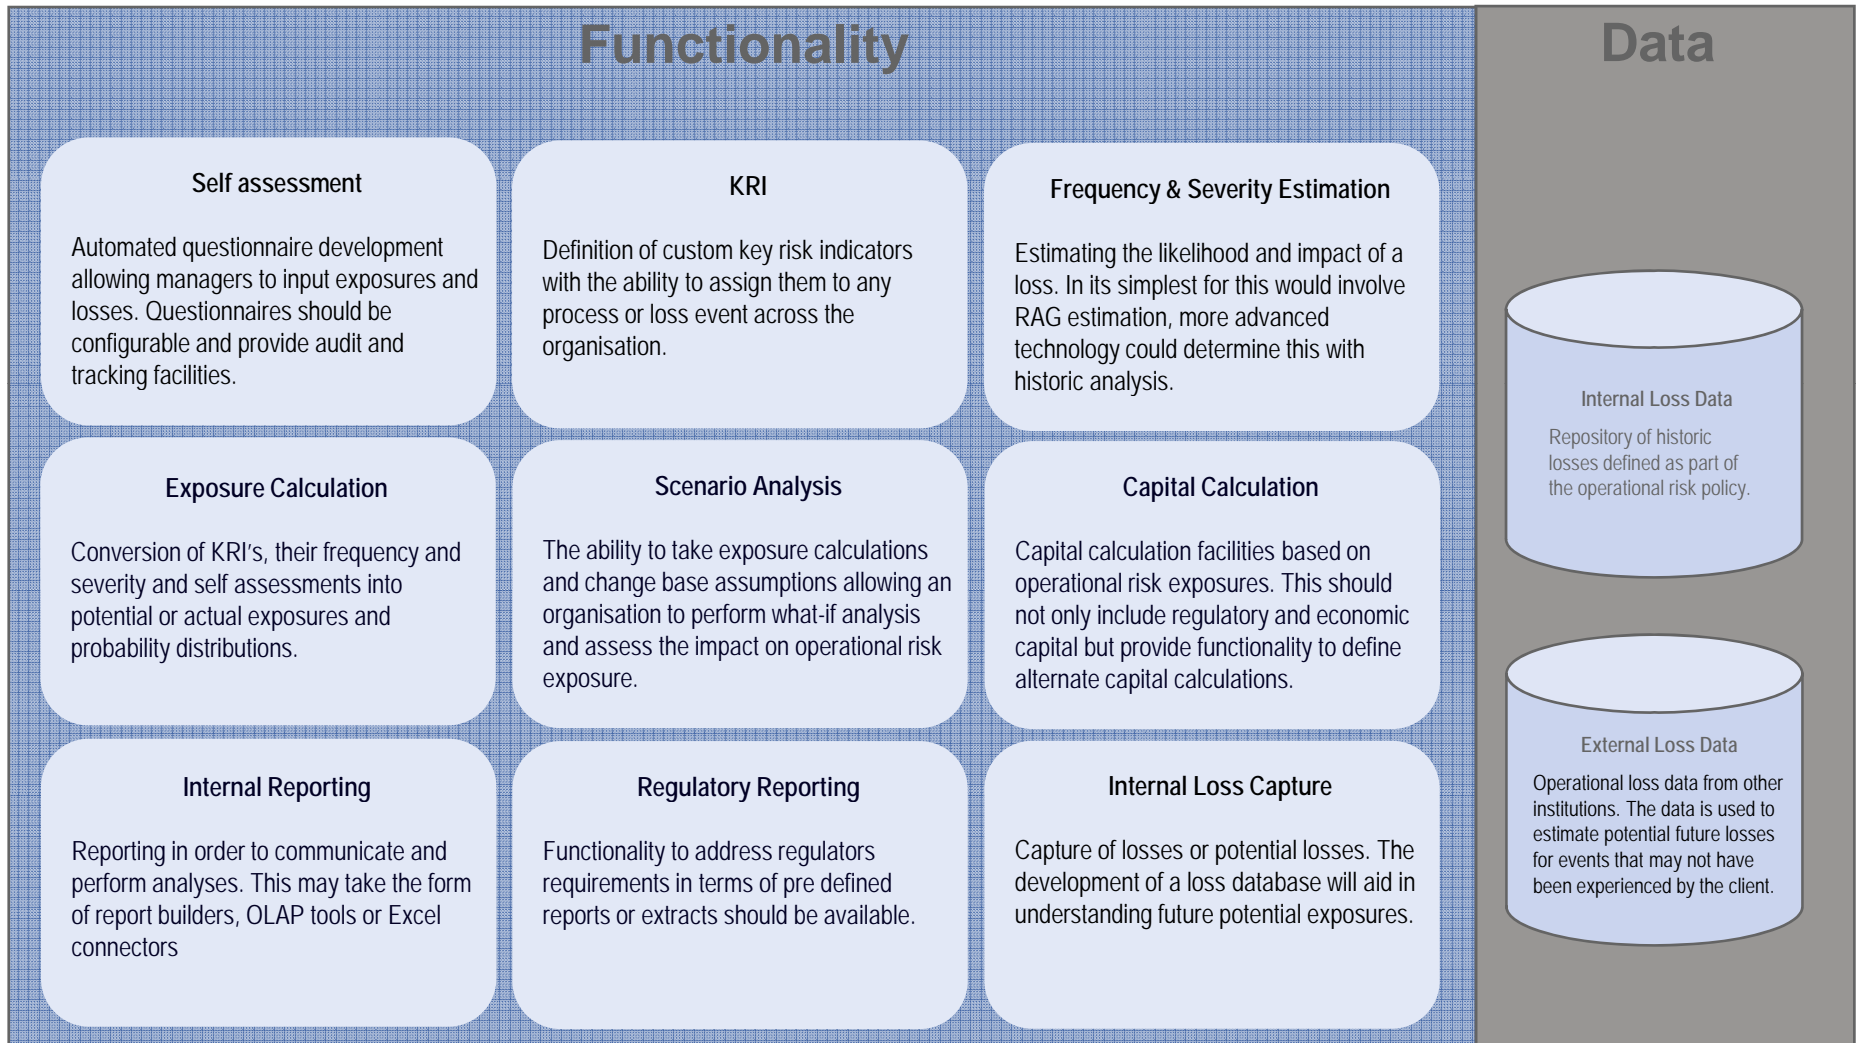 Functionality
Data
Self assessment
Automated questionnaire development
allowing managers to input exposures and
losses. Questionnaires should be
configurable and provide audit and
tracking facilities.
KRI
Definition of custom key risk indicators
with the ability to assign them to any
process or loss event across the
organisation.
Frequency & Severity Estimation
Estimating the likelihood and impact of a
loss. In its simplest for this would involve
RAG estimation, more advanced
technology could determine this with
historic analysis.
Exposure Calculation
Conversion of KRI's, their frequency and
severity and self assessments into
potential or actual exposures and
probability distributions.
Scenario Analysis
The ability to take exposure calculations
and change base assumptions allowing an
organisation to perform what-if analysis
and assess the impact on operational risk
exposure.
Capital Calculation
Capital calculation facilities based on
operational risk exposures. This should
not only include regulatory and economic
capital but provide functionality to define
alternate capital calculations.
Internal Reporting
Reporting in order to communicate and
perform analyses. This may take the form
of report builders, OLAP tools or Excel
connectors
Regulatory Reporting
Functionality to address regulators
requirements in terms of pre defined
reports or extracts should be available.
Internal Loss Capture
Capture of losses or potential losses. The
development of a loss database will aid in
understanding future potential exposures.
Internal Loss Data
Repository of historic
losses defined as part of
the operational risk policy.
External Loss Data
Operational loss data from other
institutions. The data is used to
estimate potential future losses
for events that may not have
been experienced by the client.